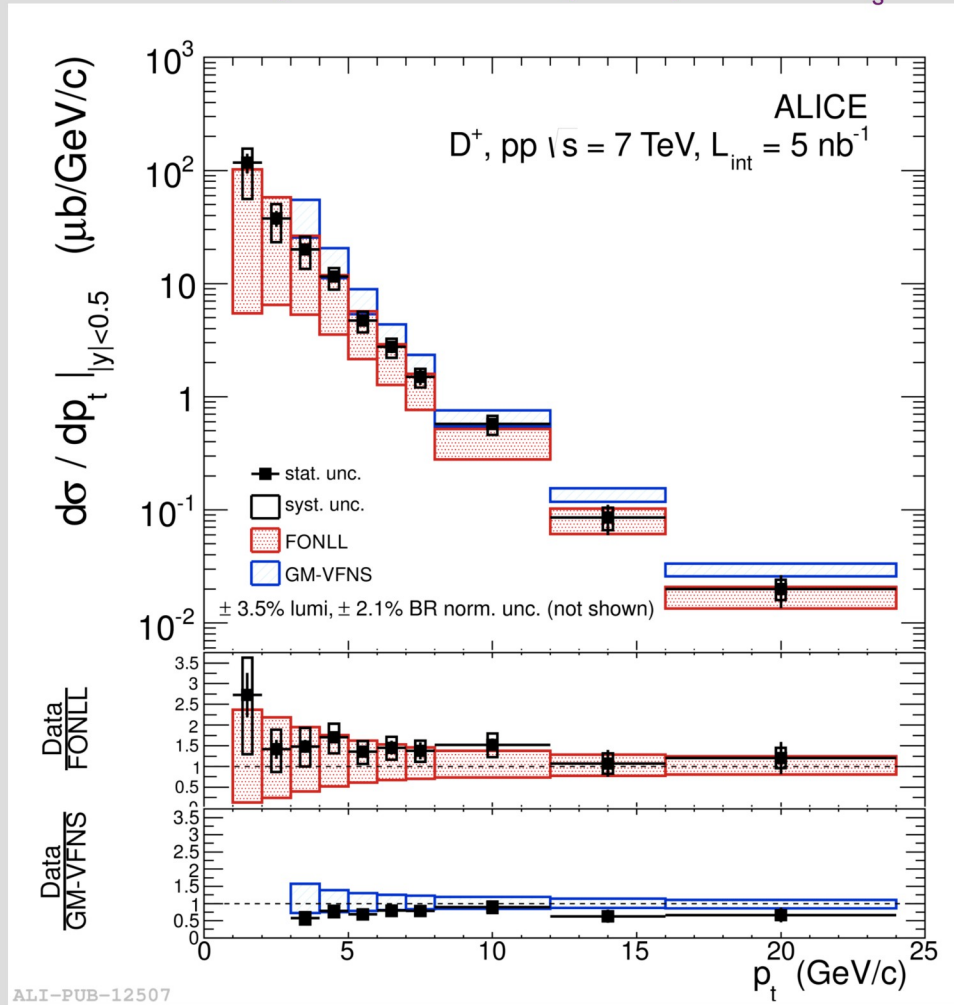 ALICE
D⁺, pp √s = 7 TeV, L_int = 5 nb⁻¹
dσ / dp_t |_|y|<0.5 (μb/GeV/c)
10³
10²
10
1
10⁻¹
10⁻²
stat. unc.
syst. unc.
FONLL
GM-VFNS
± 3.5% lumi, ± 2.1% BR norm. unc. (not shown)
Data
FONLL
3.5
3
2.5
2
1.5
1
0.5
0
Data
GM-VFNS
3.5
3
2.5
2
1.5
1
0.5
0
0 5 10 15 20 25
p_t (GeV/c)
ALI-PUB-12507